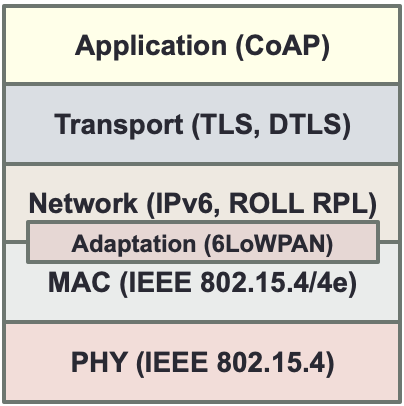 Application (CoAP)
Transport (TLS, DTLS)
Network (IPv6, ROLL RPL)
Adaptation (6LoWPAN)
MAC (IEEE 802.15.4/4e)
PHY (IEEE 802.15.4)